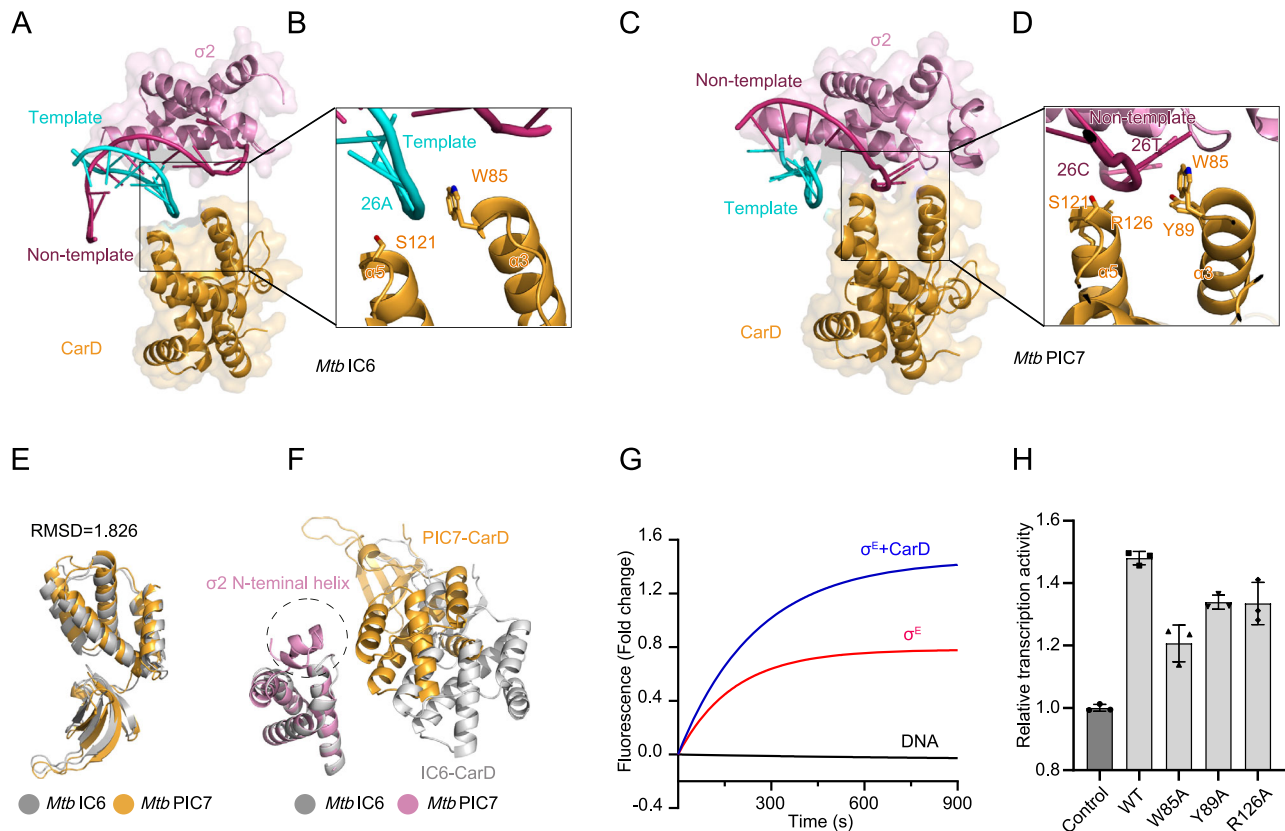 A
B
C
D
σ2
Template
Non-template
CarD
Template
26A
W85
S121
α5
α3
Mtb IC6
σ2
Non-template
Template
CarD
Non-template
26T
26C
W85
S121
R126
Y89
α5
α3
Mtb PIC7
E
F
G
H
RMSD=1.826
Mtb IC6 Mtb PIC7
PIC7-CarD
σ2 N-teminal helix
IC6-CarD
Mtb IC6 Mtb PIC7
Fluorescence (Fold change)
1.6
1.2
0.8
0.4
0.0
-0.4
σE+CarD
σE
DNA
300 600 900
Time (s)
Relative transcription activity
1.6
1.4
1.2
1.0
0.8
Control WT W85A Y89A R126A